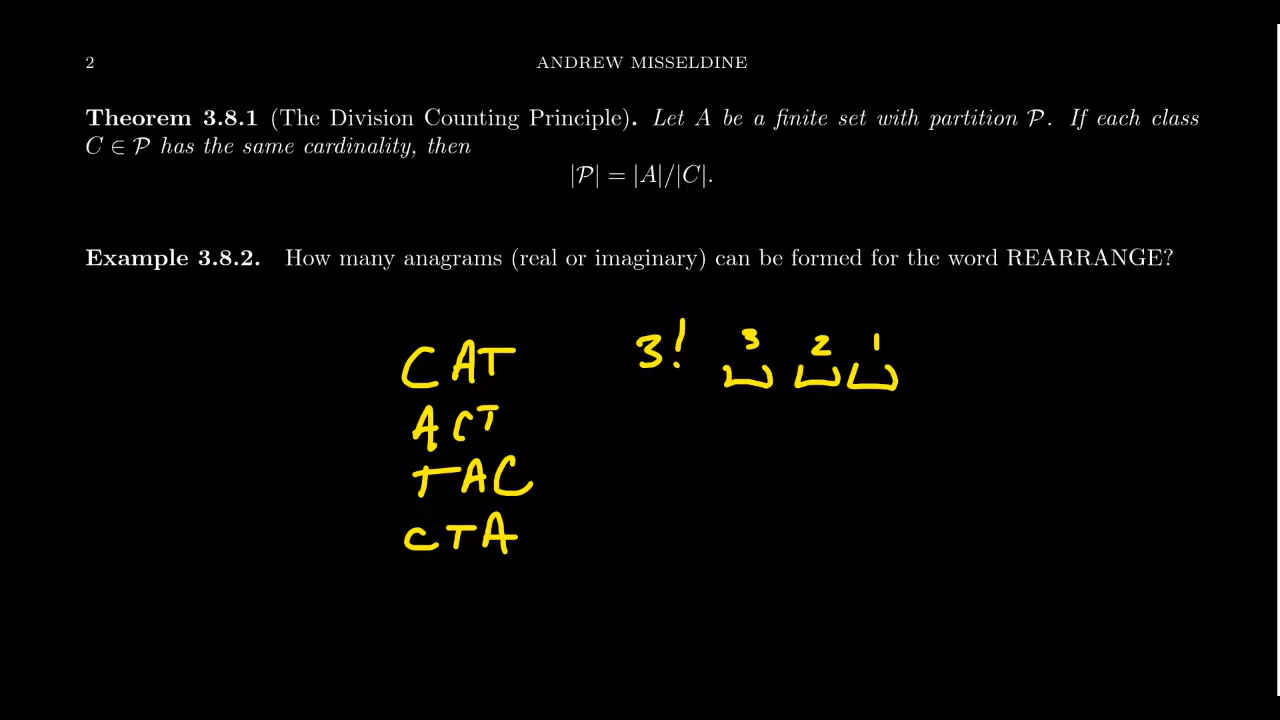 2 ANDREW MISSELDINE
Theorem 3.8.1 (The Division Counting Principle). Let A be a finite set with partition 𝒫. If each class
C ∈ 𝒫 has the same cardinality, then
|𝒫| = |A|/|C|.
Example 3.8.2. How many anagrams (real or imaginary) can be formed for the word REARRANGE?
CAT 3! 3 2 1
ACT
TAC
CTA